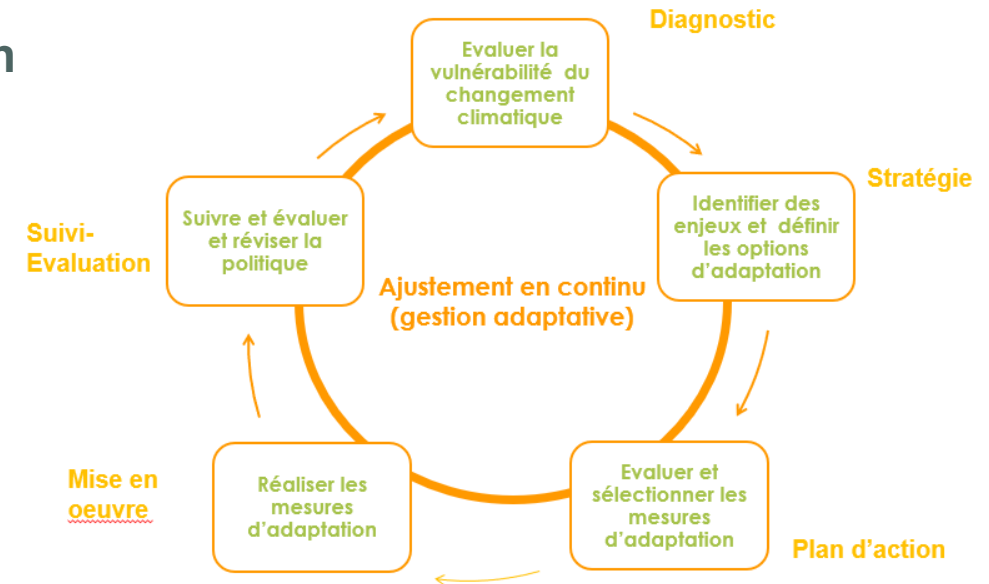 n
Diagnostic
Evaluer la
vulnérabilité du
changement
climatique
Stratégie
Identifier des
enjeux et définir
les options
d'adaptation
Suivi-
Evaluation
Suivre et évaluer
et réviser la
politique
Ajustement en continu
(gestion adaptative)
Mise en
oeuvre
Réaliser les
mesures
d'adaptation
Evaluer et
sélectionner les
mesures
d'adaptation
Plan d'action